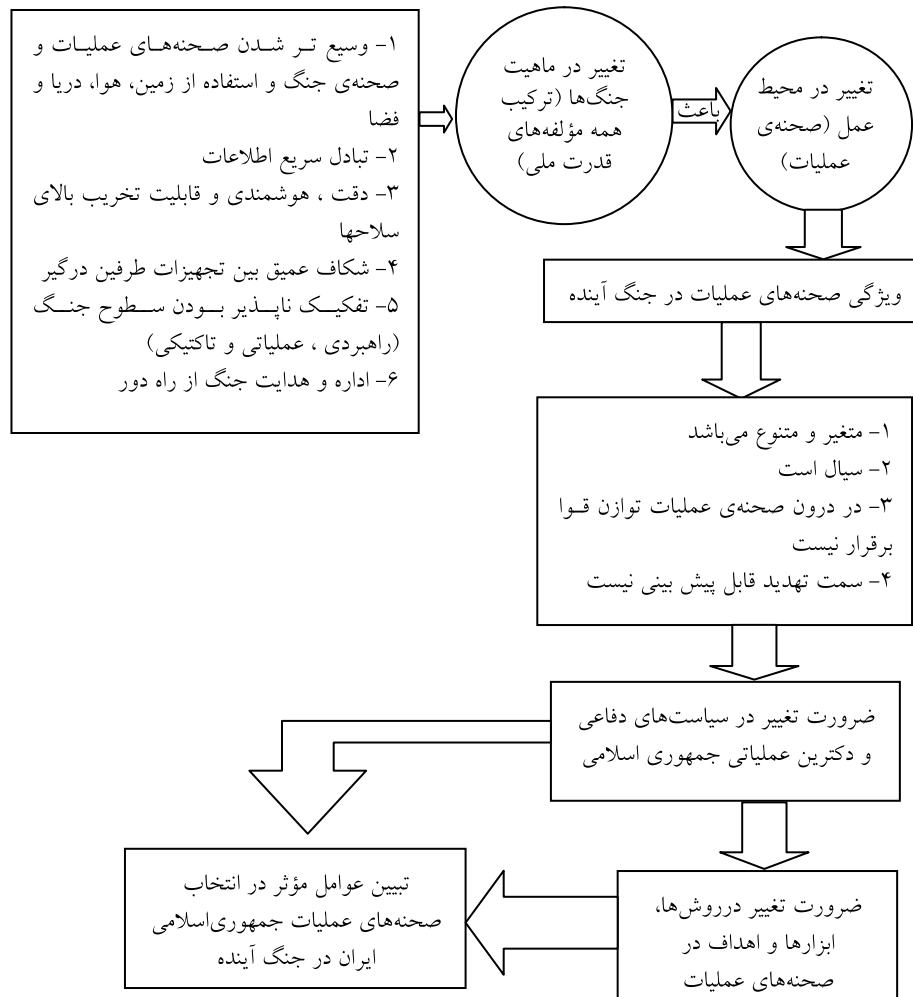 ۱- وسیع تر شدن صحنه‌های عملیات و
صحنه‌ی جنگ و استفاده از زمین، هوا، دریا و
فضا
۲- تبادل سریع اطلاعات
۳- دقت ، هوشمندی و قابلیت تخریب بالای
سلاحها
۴- شکاف عمیق بین تجهیزات طرفین درگیر
۵- تفکیک ناپذیر بودن سطوح جنگ
(راهبردی ، عملیاتی و تاکتیکی)
۶- اداره و هدایت جنگ از راه دور
تغییر در ماهیت
جنگ‌ها (ترکیب
همه مؤلفه‌های
قدرت ملی)
باعث
تغییر در محیط
عمل (صحنه‌ی
عملیات)
ویژگی صحنه‌های عملیات در جنگ آینده
۱- متغیر و متنوع می‌باشد
۲- سیال است
۳- در درون صحنه‌ی عملیات توازن قوا
برقرار نیست
۴- سمت تهدید قابل پیش بینی نیست
ضرورت تغییر در سیاست‌های دفاعی
و دکترین عملیاتی جمهوری اسلامی
ضرورت تغییر درروش‌ها،
ابزارها و اهداف در
صحنه‌های عملیات
تبیین عوامل مؤثر در انتخاب
صحنه‌های عملیات جمهوری‌اسلامی
ایران در جنگ آینده